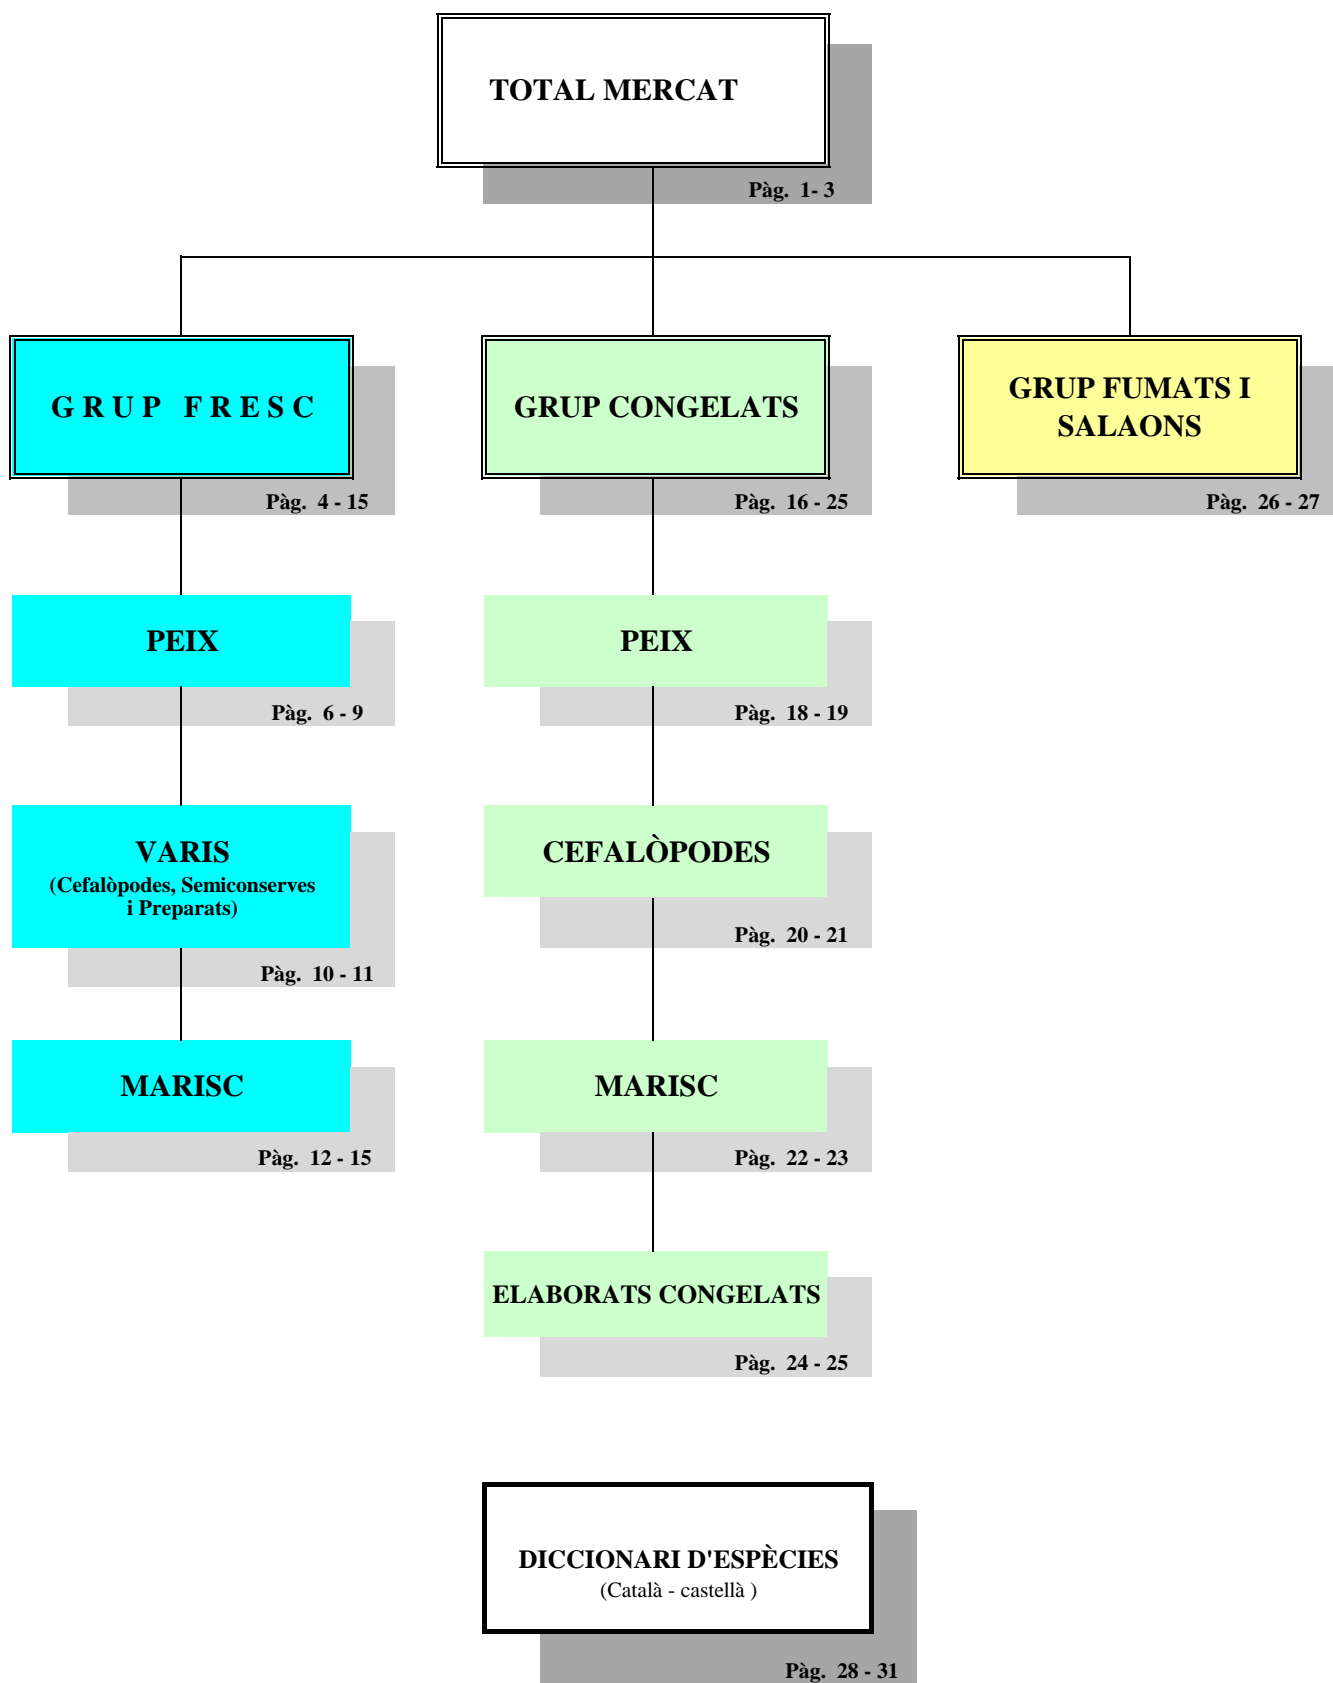 TOTAL MERCAT
Pàg. 1- 3
G R U P F R E S C
Pàg. 4 - 15
GRUP CONGELATS
Pàg. 16 - 25
GRUP FUMATS I
SALAONS
Pàg. 26 - 27
PEIX
Pàg. 6 - 9
PEIX
Pàg. 18 - 19
VARIS
(Cefalòpodes, Semiconserves
i Preparats)
Pàg. 10 - 11
CEFALÒPODES
Pàg. 20 - 21
MARISC
Pàg. 12 - 15
MARISC
Pàg. 22 - 23
ELABORATS CONGELATS
Pàg. 24 - 25
DICCIONARI D'ESPÈCIES
(Català - castellà )
Pàg. 28 - 31